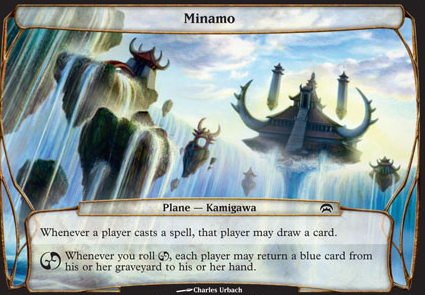 Minamo
Plane — Kamigawa
Whenever a player casts a spell, that player may draw a card.
Whenever you roll , each player may return a blue card from
his or her graveyard to his or her hand.
Charles Urbach